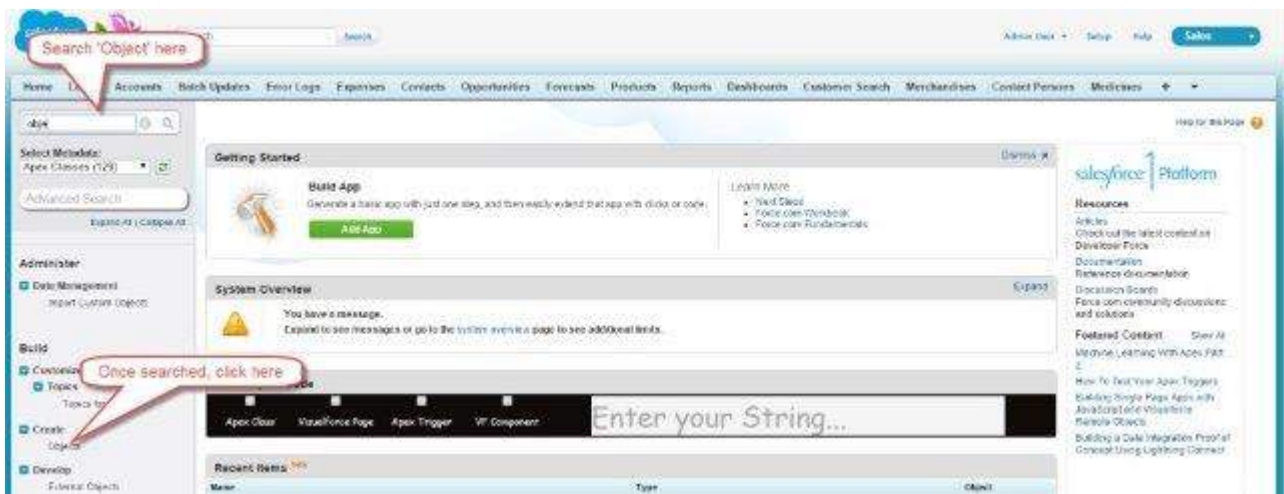 Search 'Object' here
Search
Admin User
Setup
Help
Sales
Home
Accounts
Batch Updates
Error Logs
Expenses
Contacts
Opportunities
Forecasts
Products
Reports
Dashboards
Customer Search
Merchandises
Contact Persons
Medicines
+
obje
Help for this Page
Select Metadata:
Apex Classes (129)
Advanced Search
Expand All | Collapse All
Getting Started
Dismiss X
Build App
Generate a basic app with just one step, and then easily extend that app with clicks or code.
Add App
Learn More
Next Steps
Force.com Workbook
Force.com Fundamentals
salesforce1 Platform
Resources
Articles
Check out the latest content on
Developer Force
Documentation
Reference documentation
Discussion Boards
Force.com community discussions
and solutions
Featured Content
Show All
Machine Learning With Apex Part
2
How To Test Your Apex Triggers
Building Single Page Apps with
JavaScript and Visualforce
Remote Objects
Building a Data Integration Proof of
Concept Using Lightning Connect
Administer
Data Management
Import Custom Objects
System Overview
Expand
You have a message.
Expand to see messages or go to the system overview page to see additional limits.
Build
Customize
Once searched, click here
Topics
Create
Objects
Develop
External Objects
Apex Class
Visualforce Page
Apex Trigger
VF Component
Enter your String...
Recent Items
Name
Type
Object